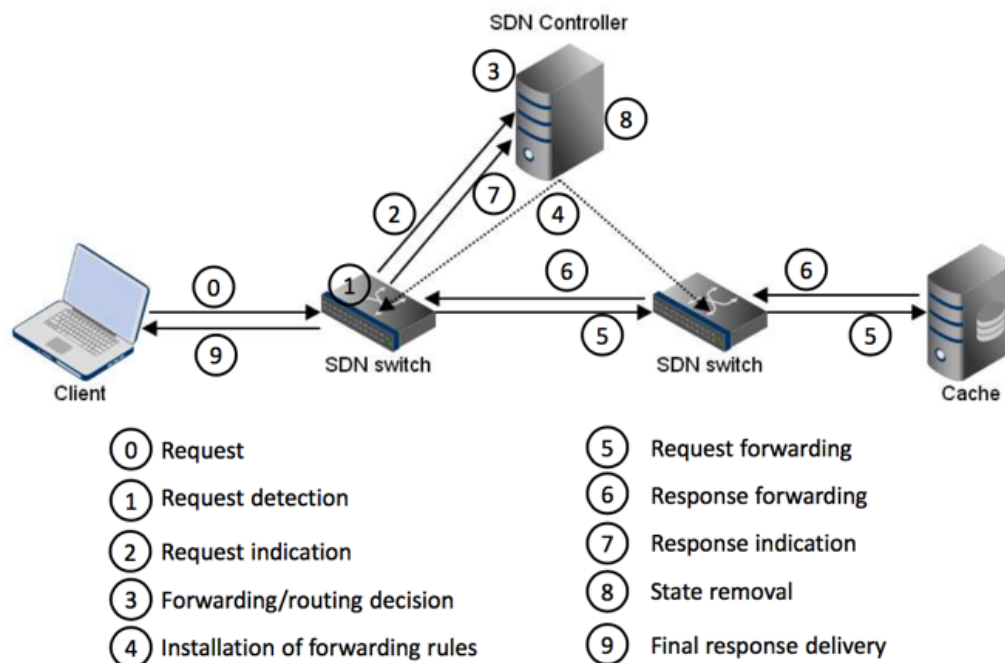 SDN Controller
3
8
2
7
4
0
1
6
6
9
5
5
Client
SDN switch
SDN switch
Cache
0 Request
1 Request detection
2 Request indication
3 Forwarding/routing decision
4 Installation of forwarding rules
5 Request forwarding
6 Response forwarding
7 Response indication
8 State removal
9 Final response delivery